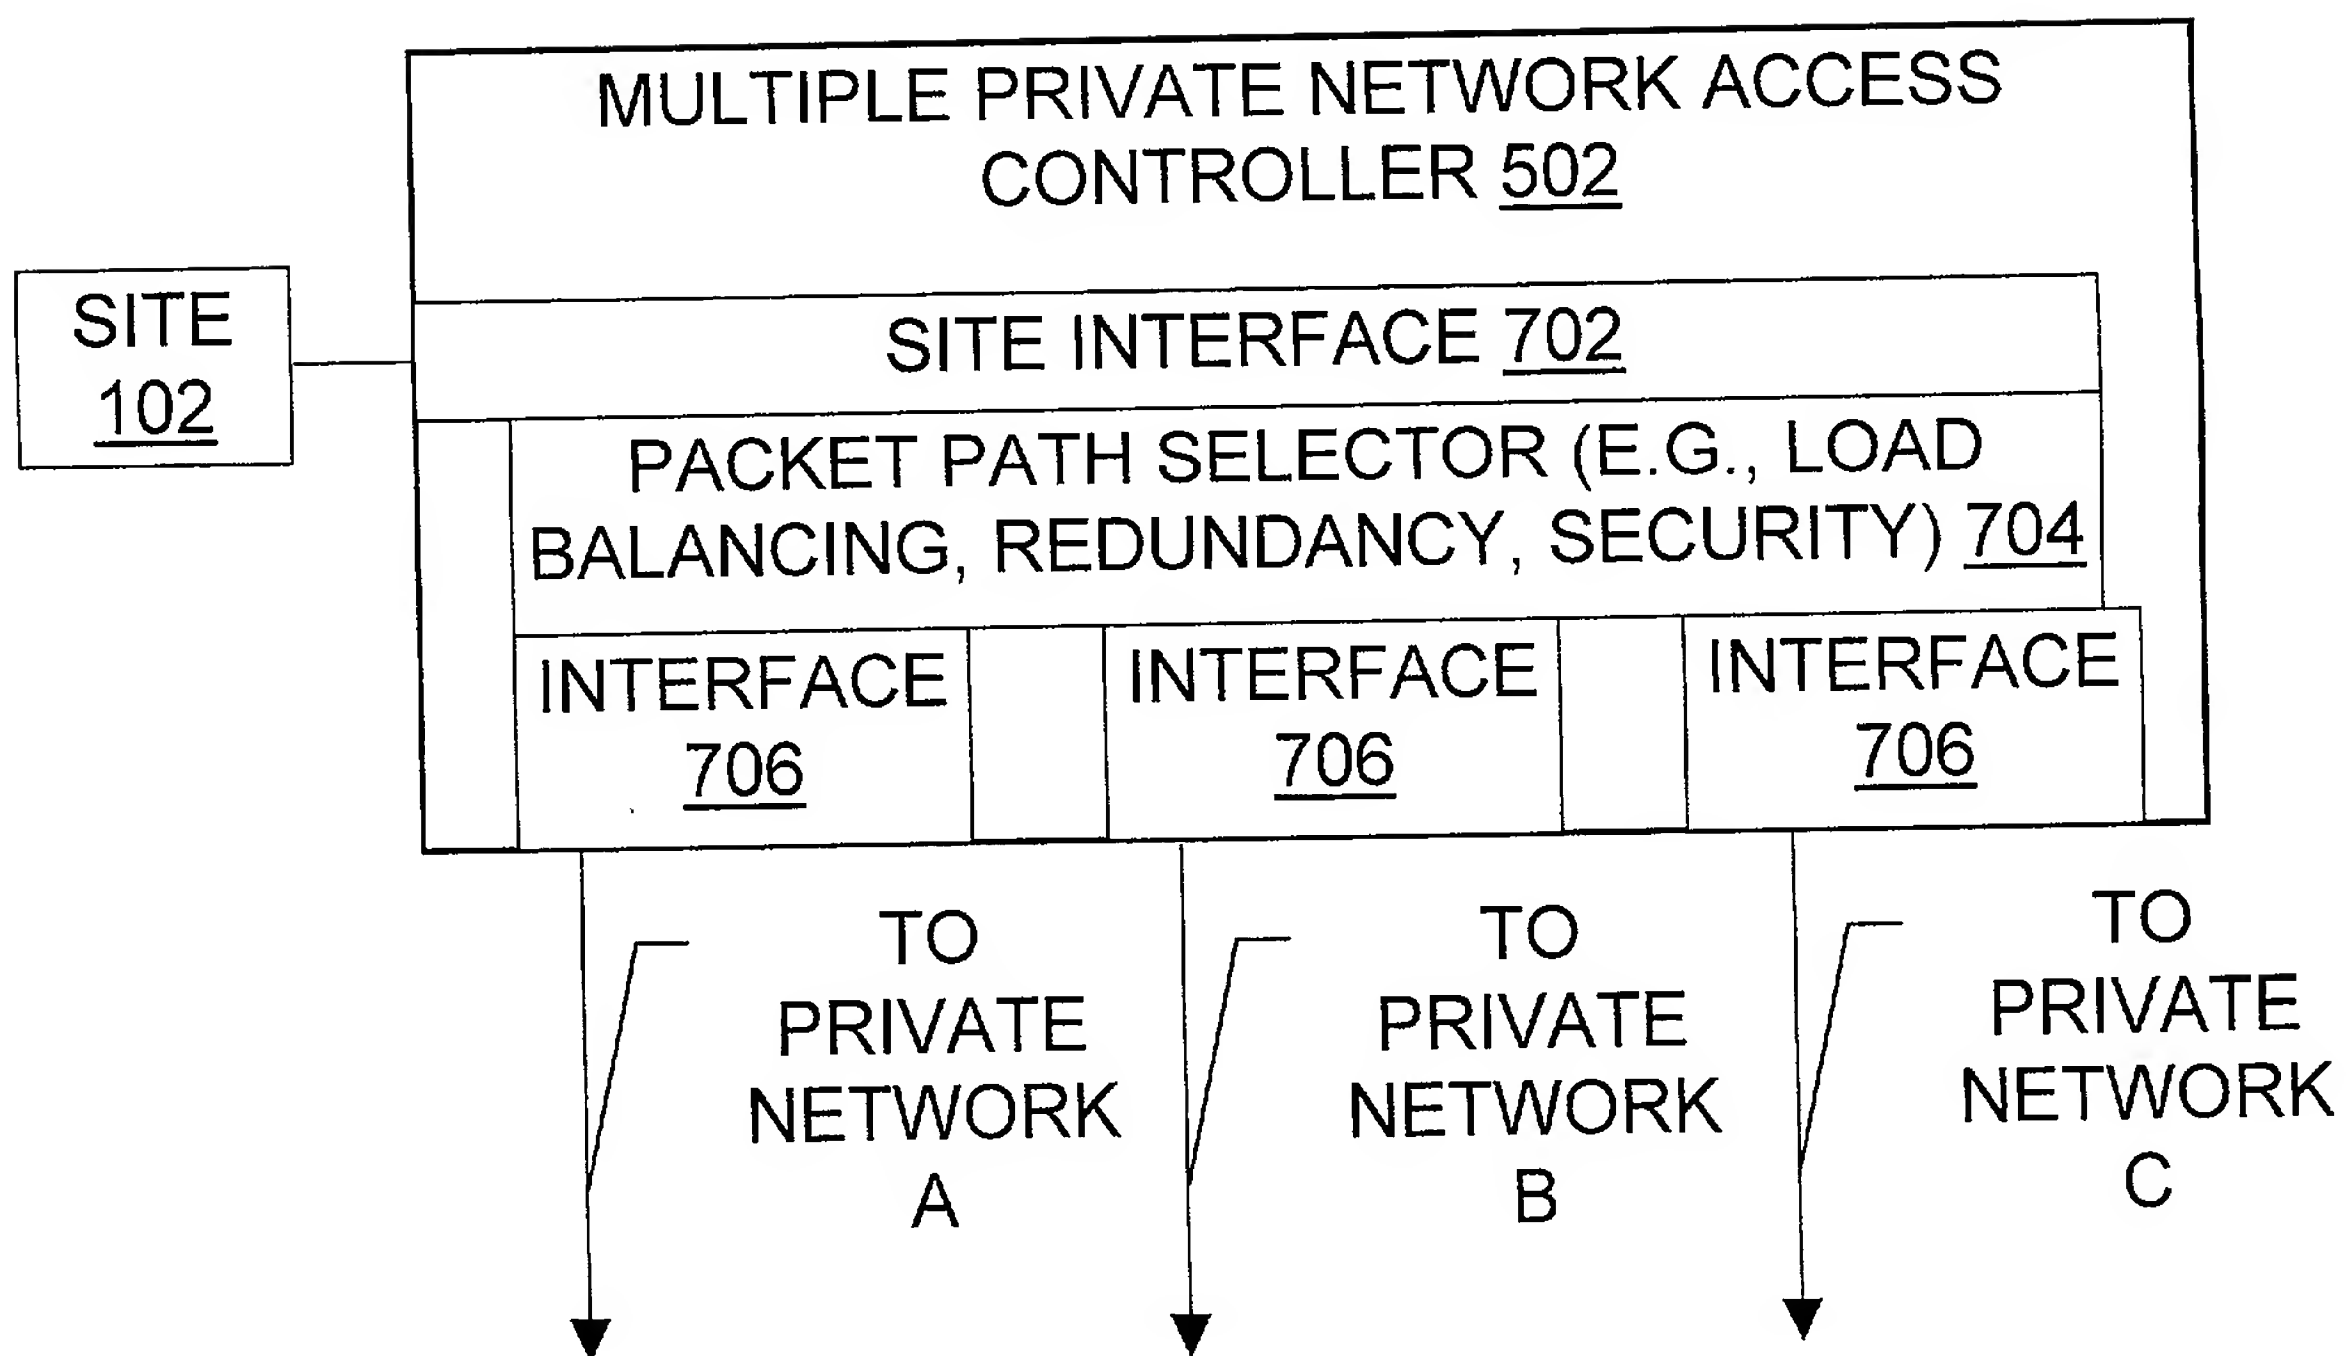 MULTIPLE PRIVATE NETWORK ACCESS
CONTROLLER 502
SITE
102
SITE INTERFACE 702
PACKET PATH SELECTOR (E.G., LOAD
BALANCING, REDUNDANCY, SECURITY) 704
INTERFACE
706
INTERFACE
706
INTERFACE
706
TO
PRIVATE
NETWORK
A
TO
PRIVATE
NETWORK
B
TO
PRIVATE
NETWORK
C